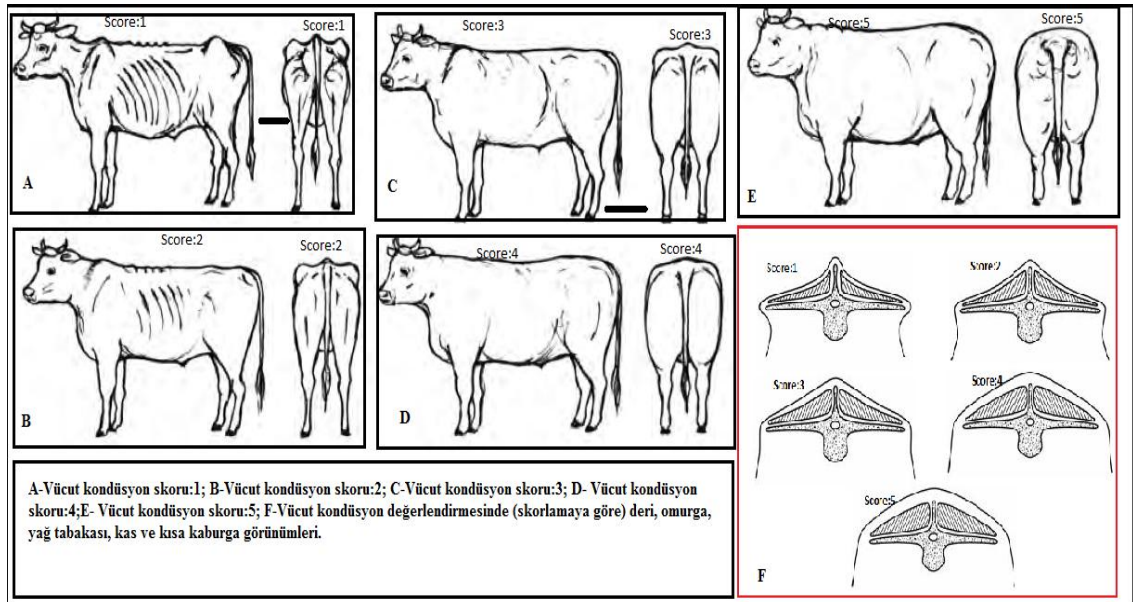 Score:1
Score:1
A
Score:3
Score:3
C
Score:5
Score:5
E
Score:2
Score:2
B
Score:4
Score:4
D
Score:1
Score:2
Score:3
Score:4
Score:5
F
A-Vücut kondüsyon skoru:1; B-Vücut kondüsyon skoru:2; C-Vücut kondüsyon skoru:3; D- Vücut kondüsyon
skoru:4;E- Vücut kondüsyon skoru:5; F-Vücut kondüsyon değerlendirmesinde (skorlamaya göre) deri, omurga,
yağ tabakası, kas ve kısa kaburga görünümleri.